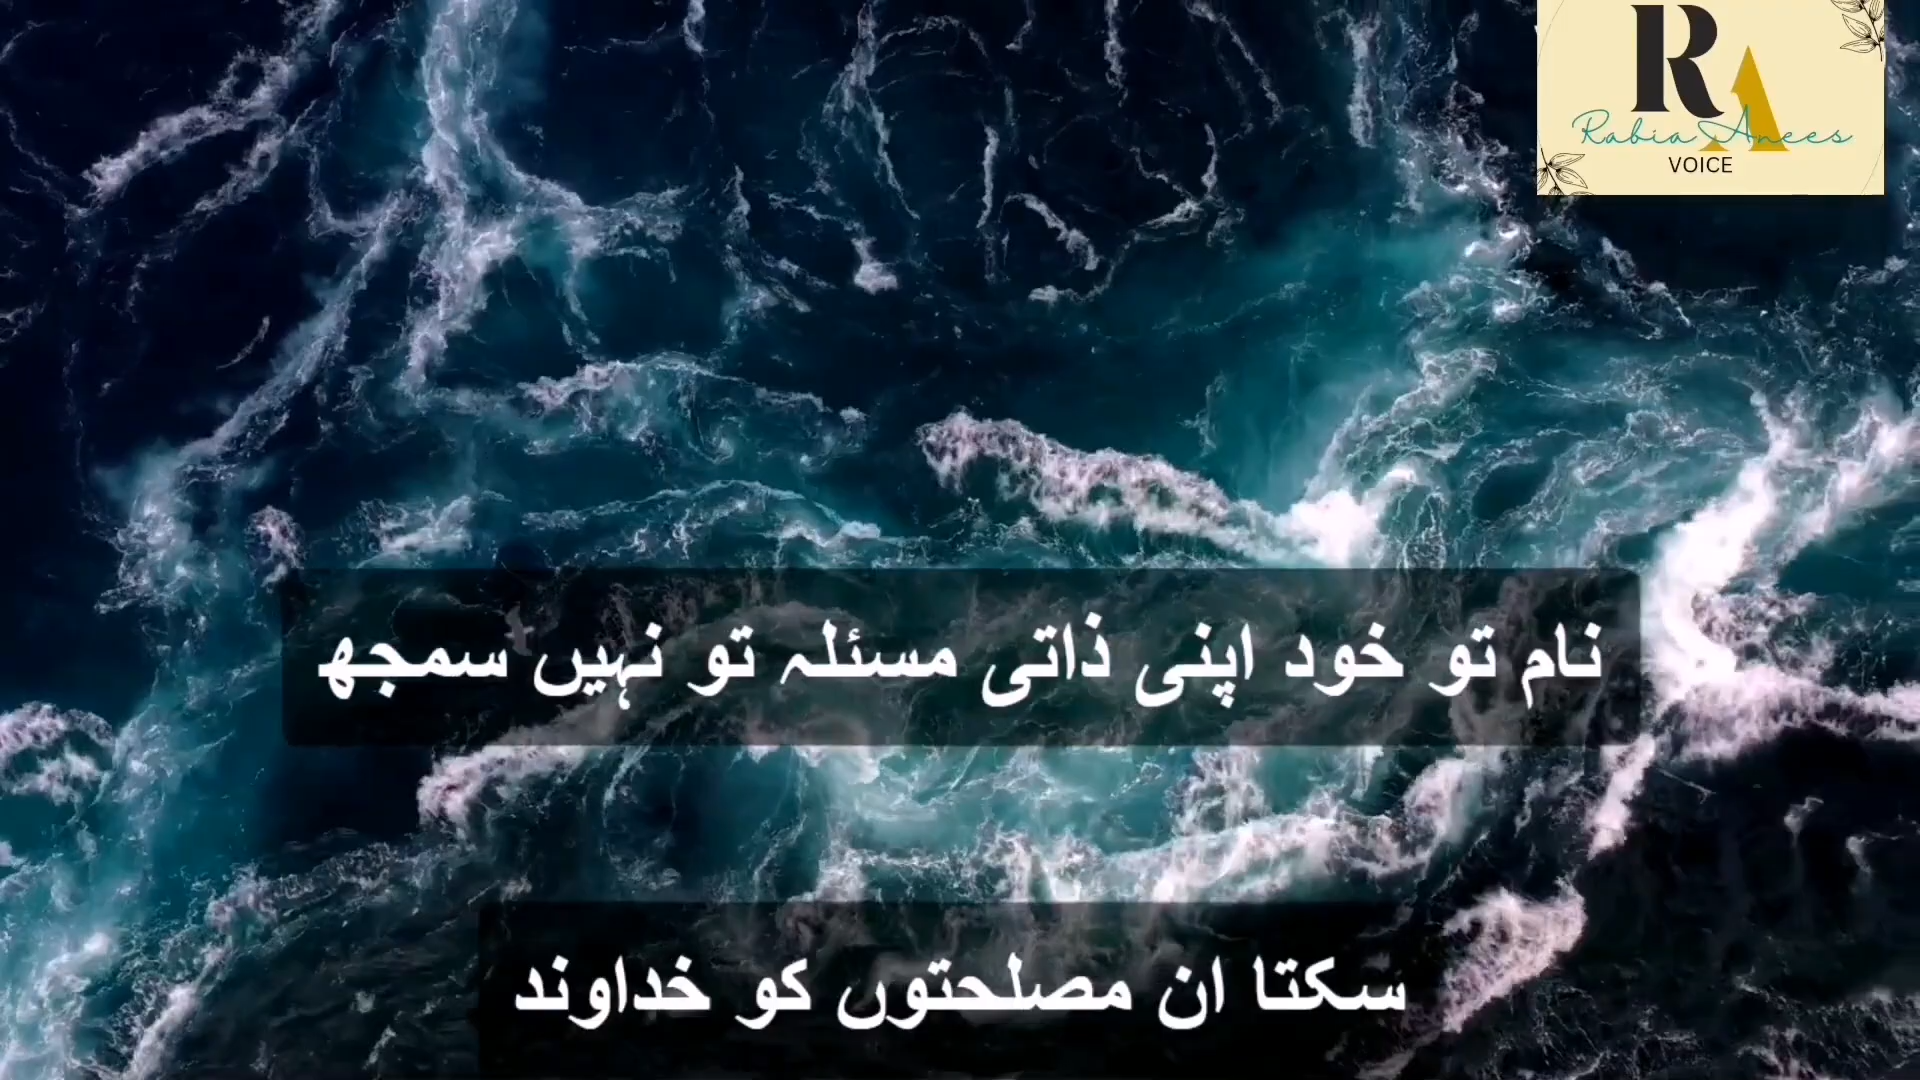 RA
Rabia Anees
VOICE
نام تو خود اپنی ذاتی مسئلہ تو نہیں سمجھ
سکتا ان مصلحتوں کو خداوند